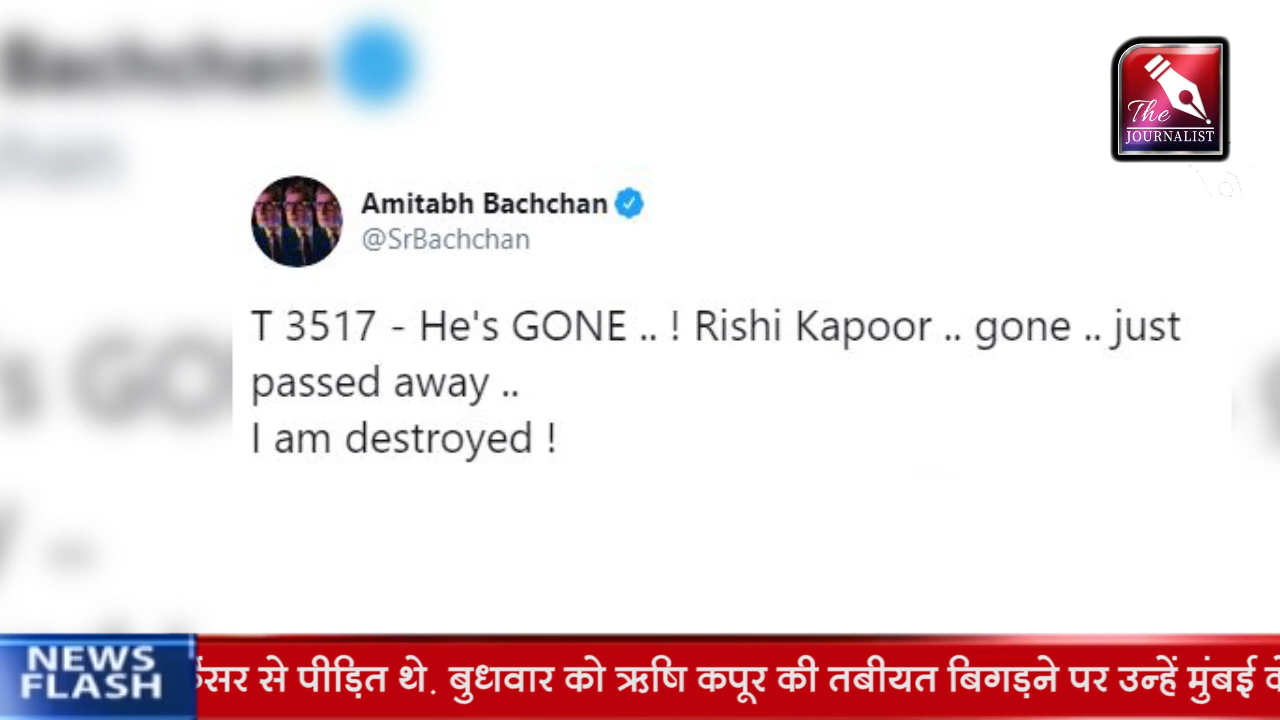 Bachchan
The
JOURNALIST
Amitabh Bachchan
@SrBachchan
T 3517 - He's GONE .. ! Rishi Kapoor .. gone .. just
passed away ..
I am destroyed !
NEWS
FLASH
से पीड़ित थे. बुधवार को ऋषि कपूर की तबीयत बिगड़ने पर उन्हें मुंबई